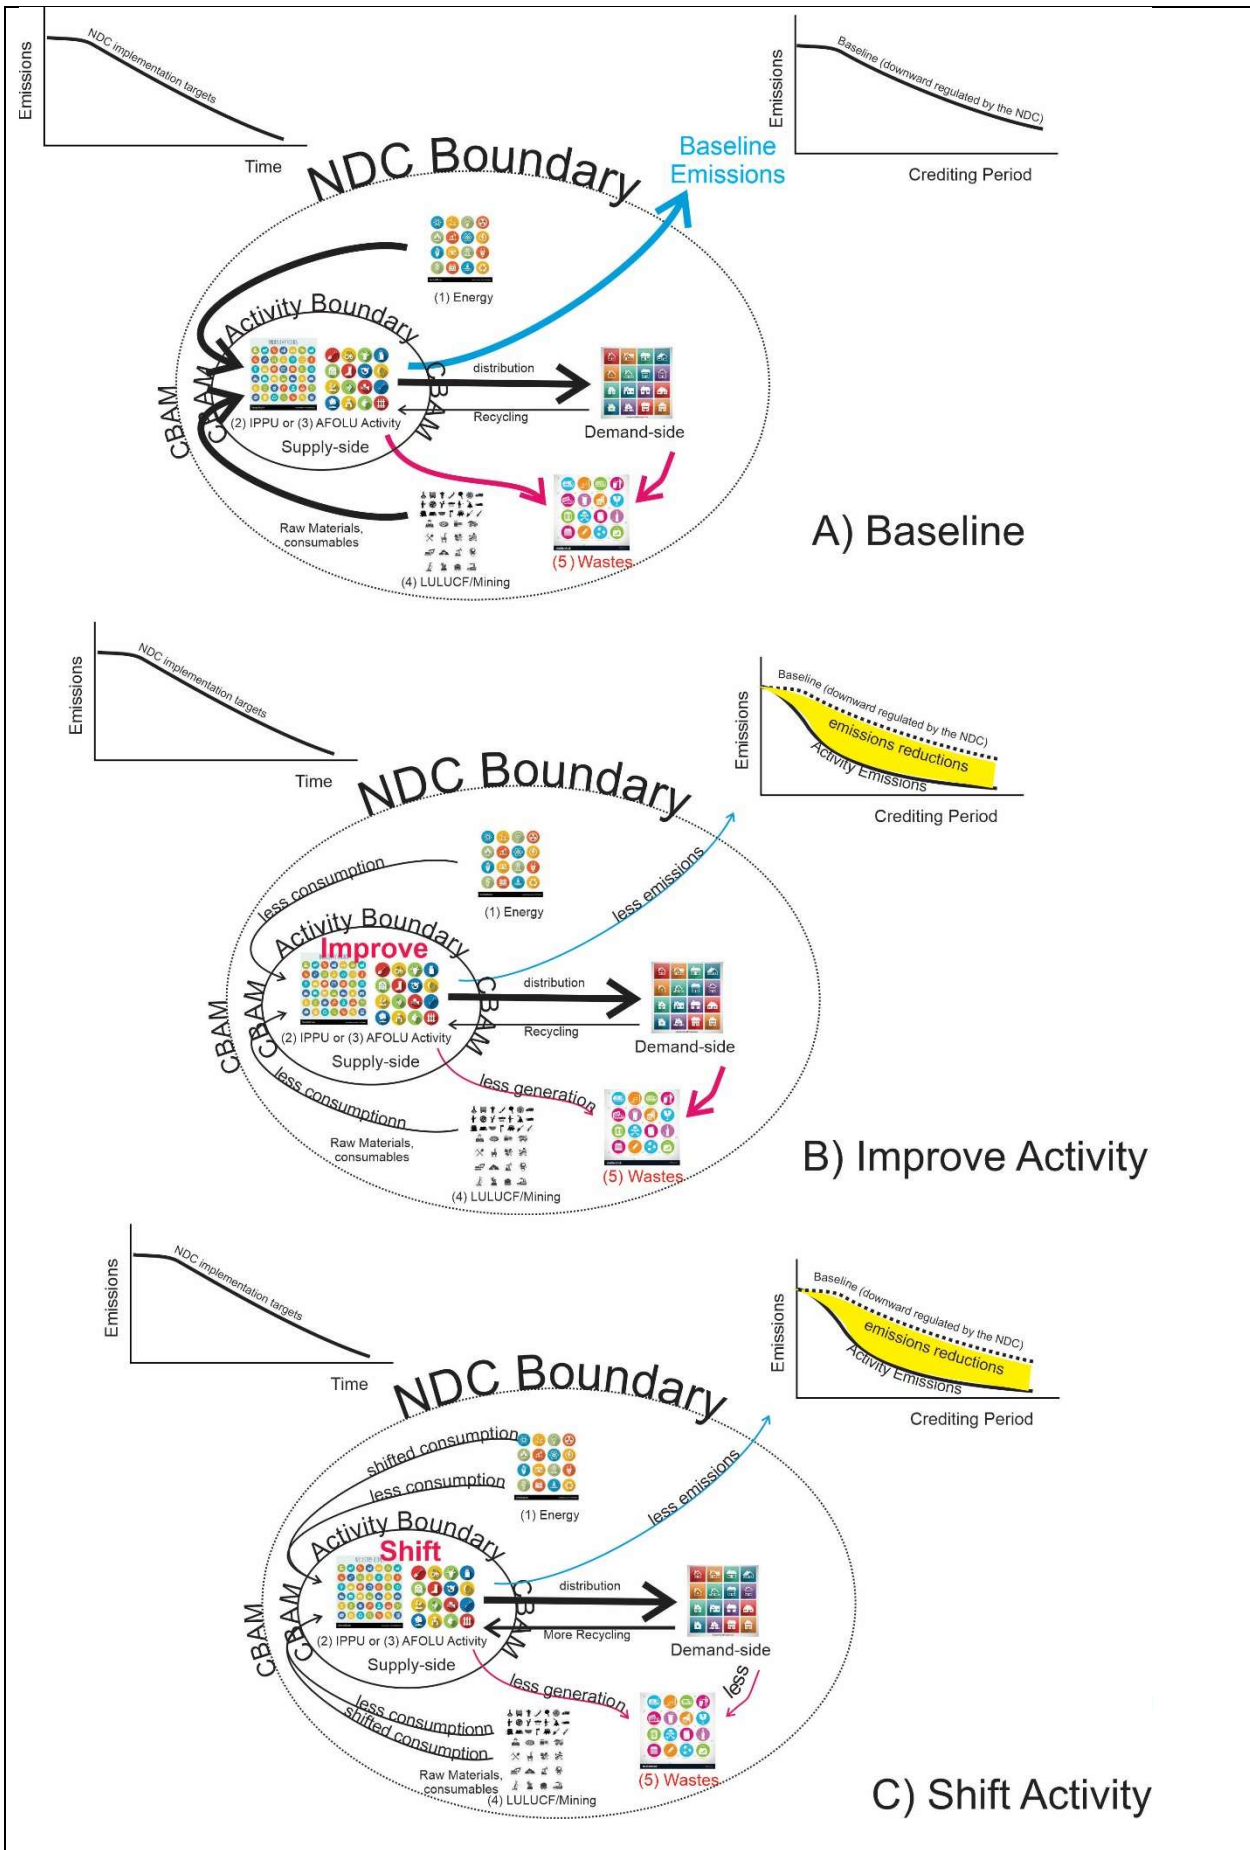 Emissions
NDC implementation targets
Time
Emissions
Baseline (downward regulated by the NDC)
Crediting Period
NDC Boundary
Baseline
Emissions
(1) Energy
Activity Boundary
CBAM
CBAM
CBAM
distribution
Recycling
(2) IPPU or (3) AFOLU Activity
Supply-side
Demand-side
Raw Materials,
consumables
(4) LULUCF/Mining
(5) Wastes
A) Baseline
Emissions
NDC implementation targets
Time
Emissions
Baseline (downward regulated by the NDC)
emissions reductions
Activity Emissions
Crediting Period
NDC Boundary
less consumption
(1) Energy
less emissions
Activity Boundary
Improve
CBAM
CBAM
CBAM
distribution
Recycling
(2) IPPU or (3) AFOLU Activity
Supply-side
Demand-side
less consumptionn
less generation
Raw Materials,
consumables
(4) LULUCF/Mining
(5) Wastes
B) Improve Activity
Emissions
NDC implementation targets
Time
Emissions
Baseline (downward regulated by the NDC)
emissions reductions
Activity Emissions
Crediting Period
NDC Boundary
shifted consumption
less consumption
(1) Energy
less emissions
Activity Boundary
Shift
CBAM
CBAM
CBAM
distribution
More Recycling
(2) IPPU or (3) AFOLU Activity
Supply-side
Demand-side
less consumptionn
shifted consumption
less generation
less
Raw Materials,
consumables
(4) LULUCF/Mining
(5) Wastes
C) Shift Activity